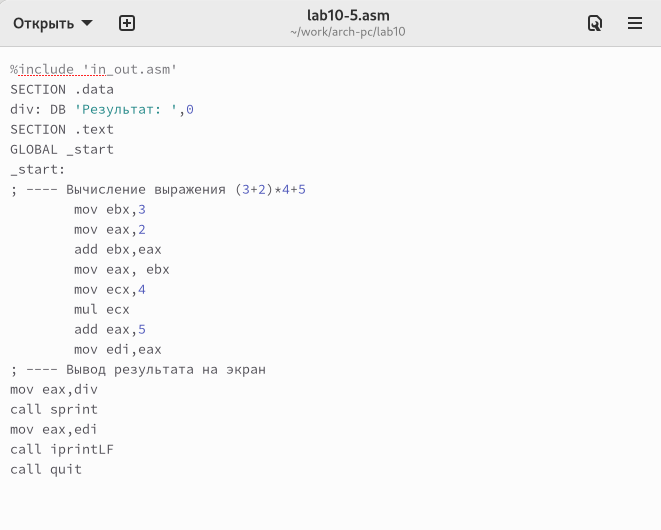 Открыть
lab10-5.asm
~/work/arch-pc/lab10
%include 'in_out.asm'
SECTION .data
div: DB 'Результат: ',0
SECTION .text
GLOBAL _start
_start:
; ---- Вычисление выражения (3+2)*4+5
        mov ebx,3
        mov eax,2
        add ebx,eax
        mov eax, ebx
        mov ecx,4
        mul ecx
        add eax,5
        mov edi,eax
; ---- Вывод результата на экран
mov eax,div
call sprint
mov eax,edi
call iprintLF
call quit